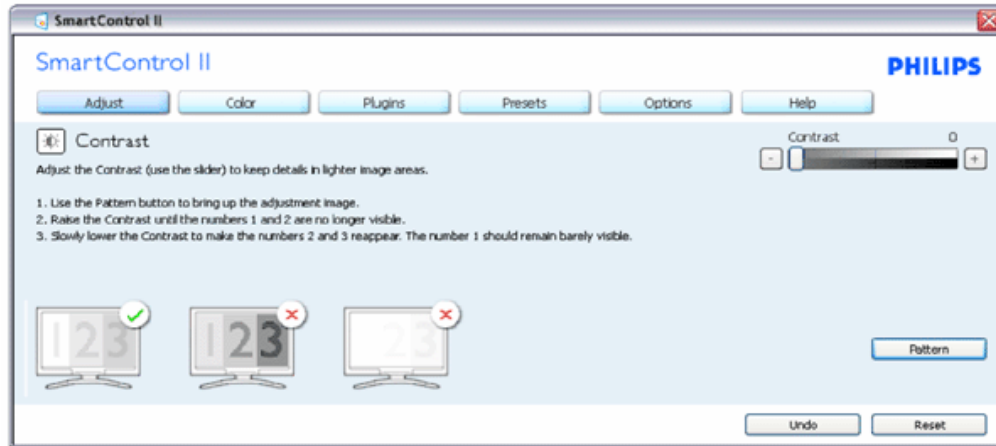 SmartControl II
SmartControl II
PHILIPS
Adjust Color Plugins Presets Options Help
Contrast
Contrast 0
- +
Adjust the Contrast (use the slider) to keep details in lighter image areas.
1. Use the Pattern button to bring up the adjustment image.
2. Raise the Contrast until the numbers 1 and 2 are no longer visible.
3. Slowly lower the Contrast to make the numbers 2 and 3 reappear. The number 1 should remain barely visible.
123 123 23
Pattern
Undo Reset